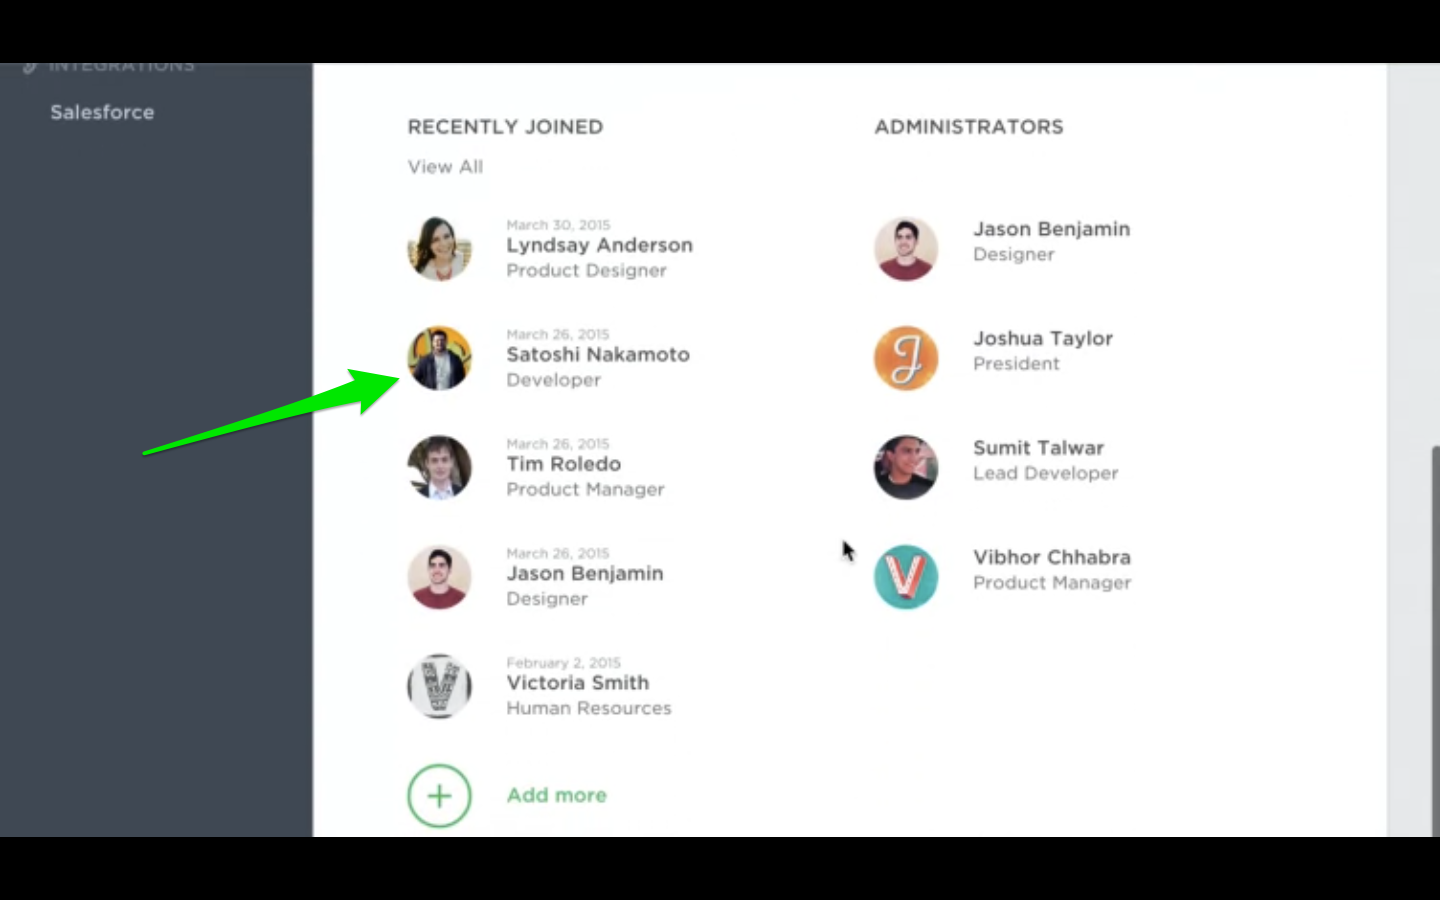 INTEGRATIONS
Salesforce
RECENTLY JOINED
View All
March 30, 2015
Lyndsay Anderson
Product Designer
March 26, 2015
Satoshi Nakamoto
Developer
March 26, 2015
Tim Roledo
Product Manager
March 26, 2015
Jason Benjamin
Designer
V
February 2, 2015
Victoria Smith
Human Resources
+
Add more
ADMINISTRATORS
Jason Benjamin
Designer
J
Joshua Taylor
President
Sumit Talwar
Lead Developer
V
Vibhor Chhabra
Product Manager